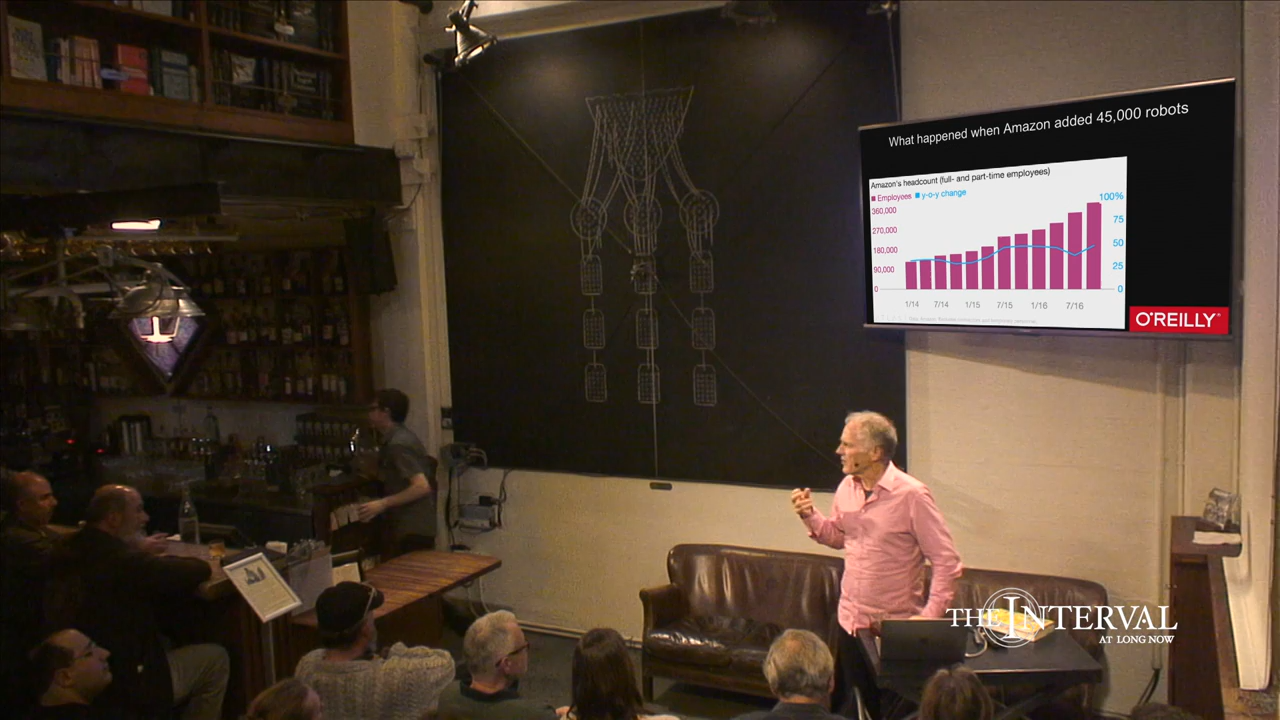 What happened when Amazon added 45,000 robots
Amazon's headcount (full- and part-time employees)
Employees y-o-y change
360,000
270,000
180,000
90,000
0
100%
75
50
25
0
1/14 7/14 1/15 7/15 1/16 7/16
O'REILLY®
THE INTERVAL
AT LONG NOW